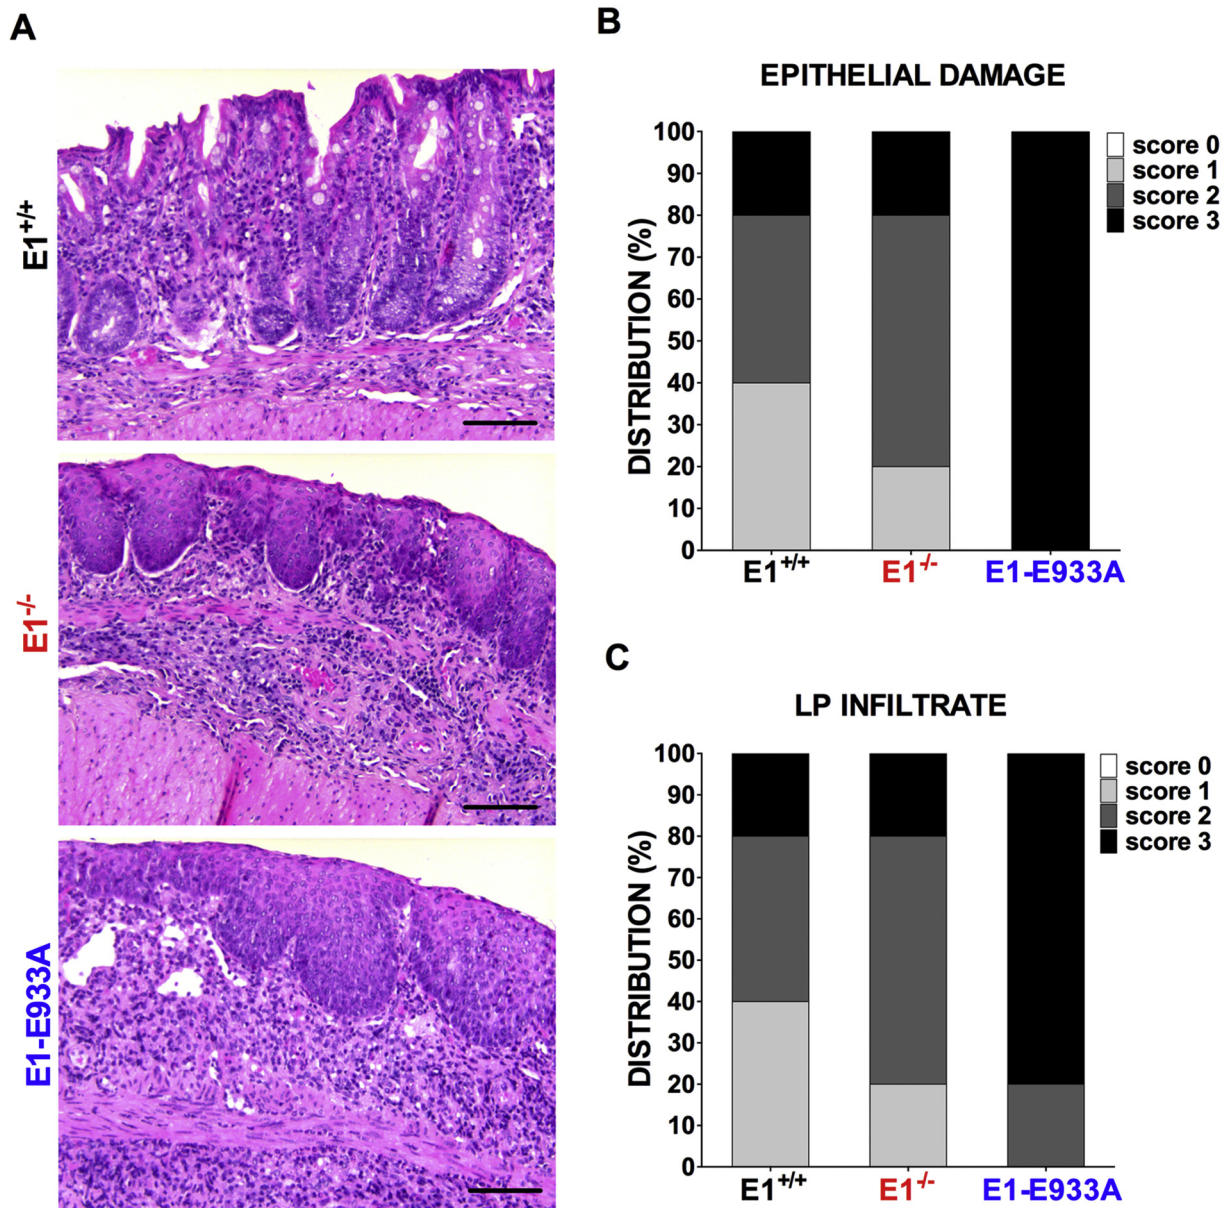 A
E1+/+
E1-/-
E1-E933A
B
EPITHELIAL DAMAGE
DISTRIBUTION (%)
100
90
80
70
60
50
40
30
20
10
0
score 0
score 1
score 2
score 3
E1+/+ E1-/- E1-E933A
C
LP INFILTRATE
DISTRIBUTION (%)
100
90
80
70
60
50
40
30
20
10
0
score 0
score 1
score 2
score 3
E1+/+ E1-/- E1-E933A